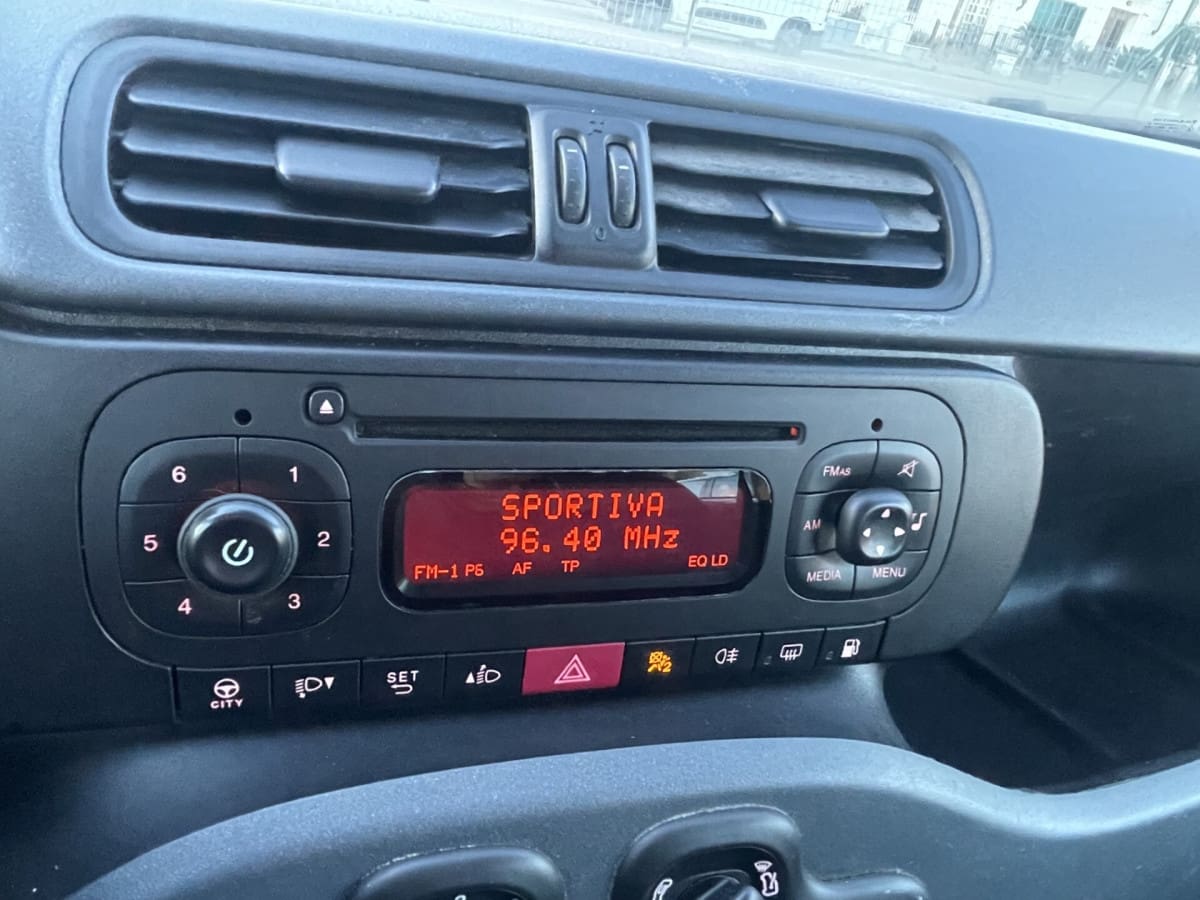 6 1
5 2
4 3
SPORTIVA
96.40 MHz
FM-1 P6 AF TP EQ LD
FMAS
AM
MEDIA MENU
CITY
SET
0